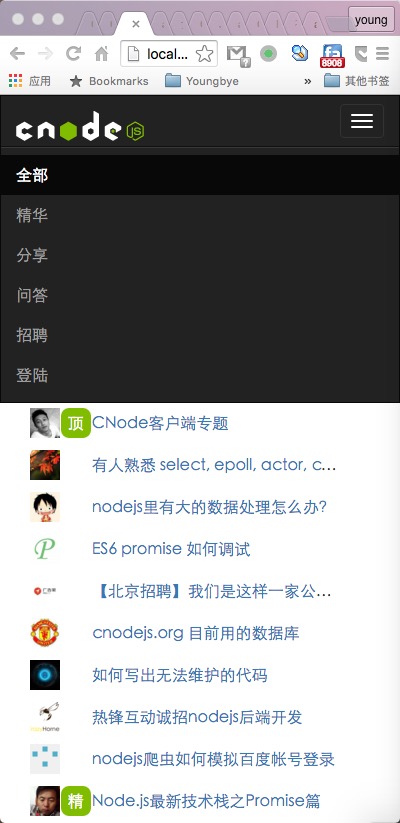 young
local...
?
8908
应用
Bookmarks
Youngbye
»
其他书签
cnode JS
全部
精华
分享
问答
招聘
登陆
顶 CNode客户端专题
有人熟悉 select, epoll, actor, c...
nodejs里有大的数据处理怎么办?
P ES6 promise 如何调试
【北京招聘】我们是这样一家公...
cnodejs.org 目前用的数据库
如何写出无法维护的代码
热锋互动诚招nodejs后端开发
nodejs爬虫如何模拟百度帐号登录
精 Node.js最新技术栈之Promise篇